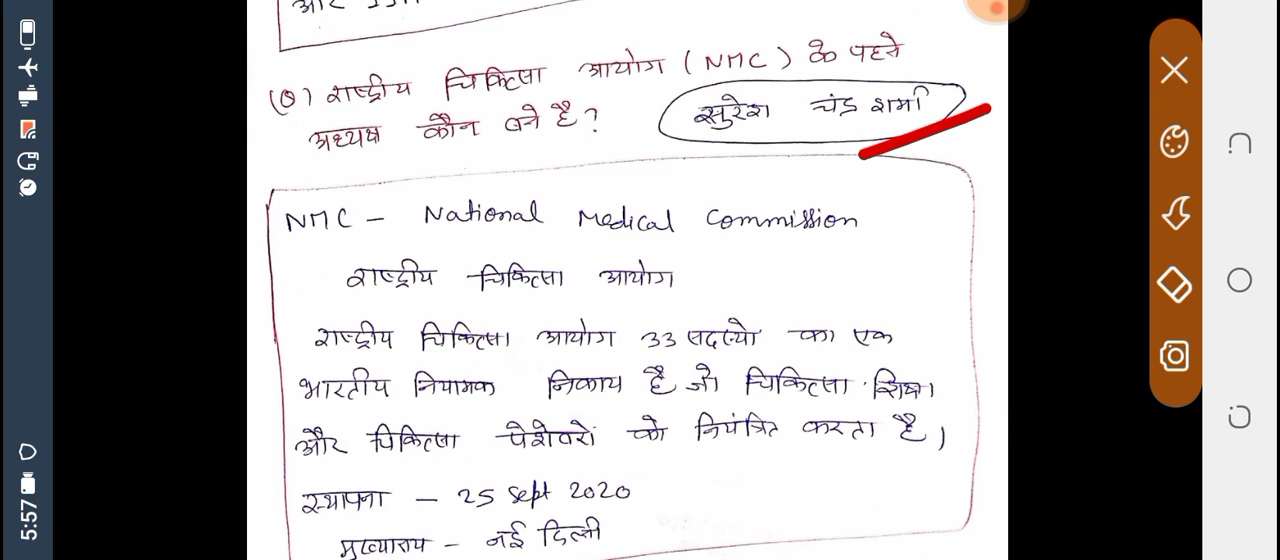 (Q) राष्ट्रीय चिकित्सा आयोग (NMC) के पहले
अध्यक्ष कौन बने है? सुरेश चंद्र शर्मा
NMC - National Medical Commission
राष्ट्रीय चिकित्सा आयोग
राष्ट्रीय चिकित्सा आयोग 33 सदस्यो का एक
भारतीय नियामक निकाय है जो चिकित्सा शिक्षा
और चिकित्सा पेशेवरों को नियंत्रित करता है।
स्थापना - 25 Sept 2020
मुख्यालय - नई दिल्ली
5:57